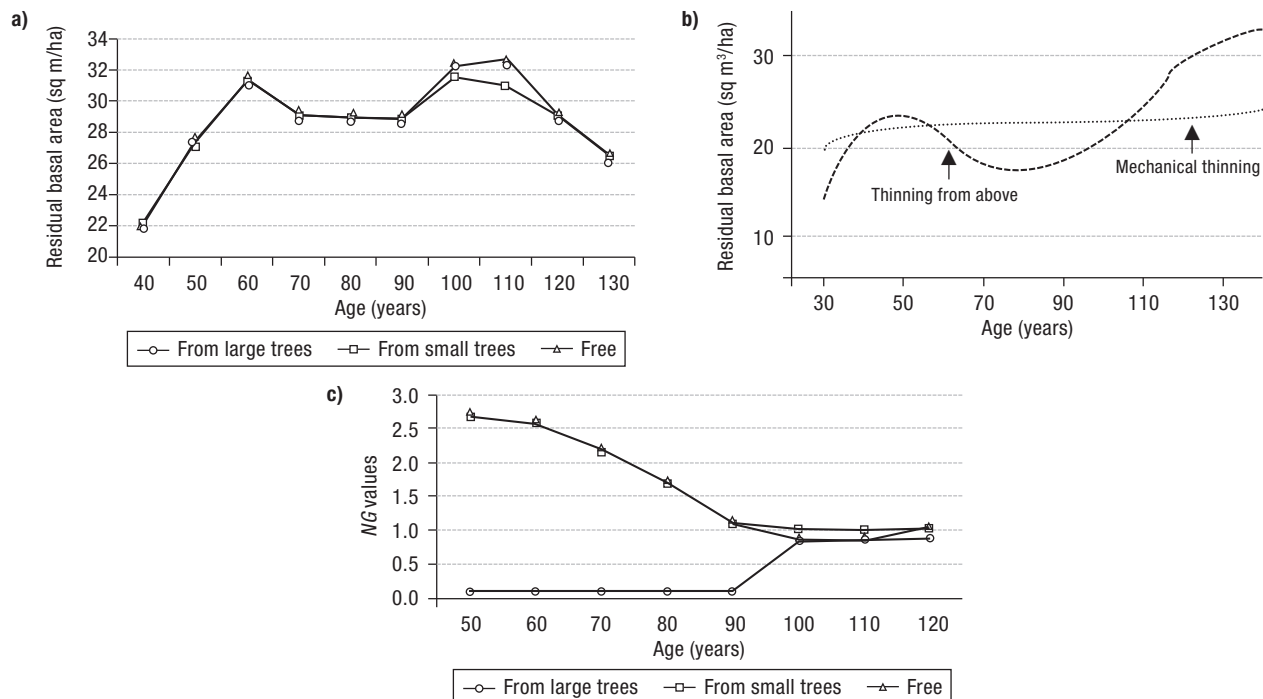 a)
Residual basal area (sq m/ha)
34
32
30
28
26
24
22
20
40 50 60 70 80 90 100 110 120 130
Age (years)
From large trees From small trees Free
b)
Residual basal area (sq m³/ha)
30
20
10
Thinning from above
Mechanical thinning
30 50 70 90 110 130
Age (years)
c)
NG values
3.0
2.5
2.0
1.5
1.0
0.5
0.0
50 60 70 80 90 100 110 120
Age (years)
From large trees From small trees Free